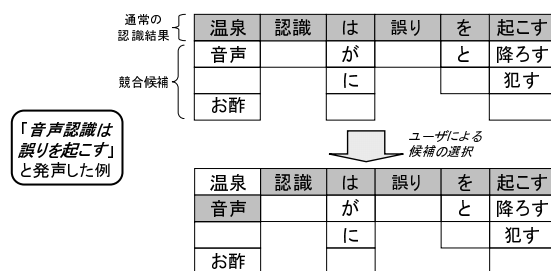 通常の
認識結果
温泉 認識 は 誤り を 起こす
競合候補
音声 が と 降ろす
に 犯す
お酢
「音声認識は
誤りを起こす」
と発声した例
ユーザによる
候補の選択
温泉 認識 は 誤り を 起こす
音声 が と 降ろす
に 犯す
お酢